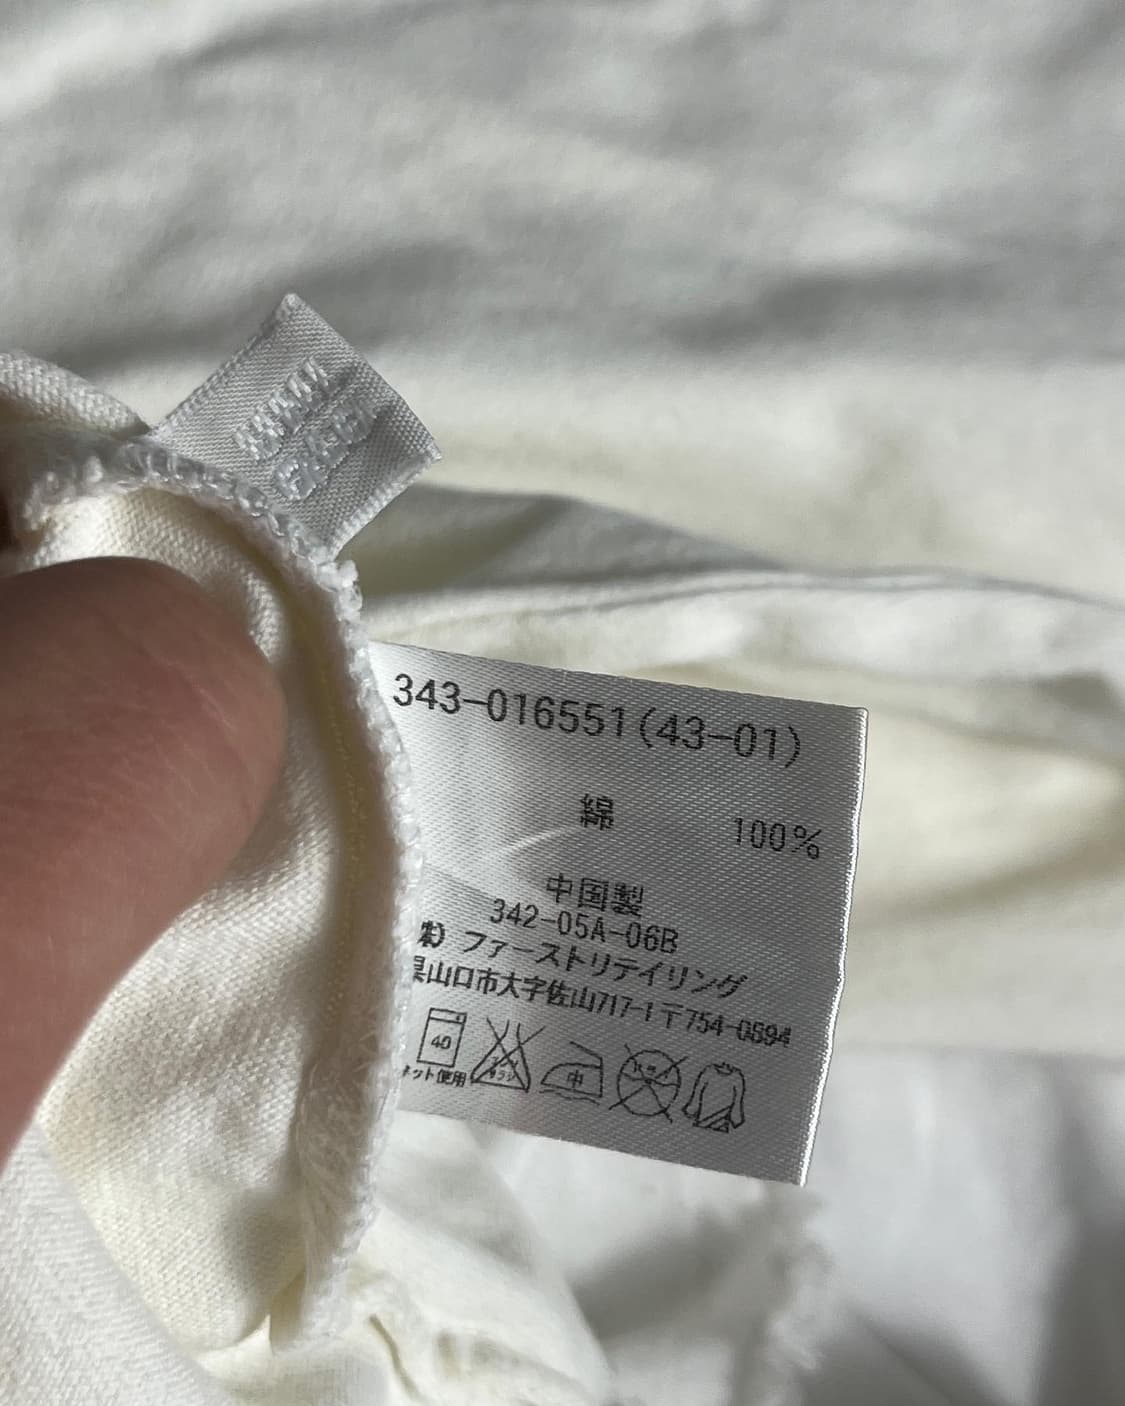 343-016551(43-01)
綿 100%
中国製
342-05A-06B
ファーストリテイリング
山口市大字佐山717-1〒754-0894
40
中
ネット使用